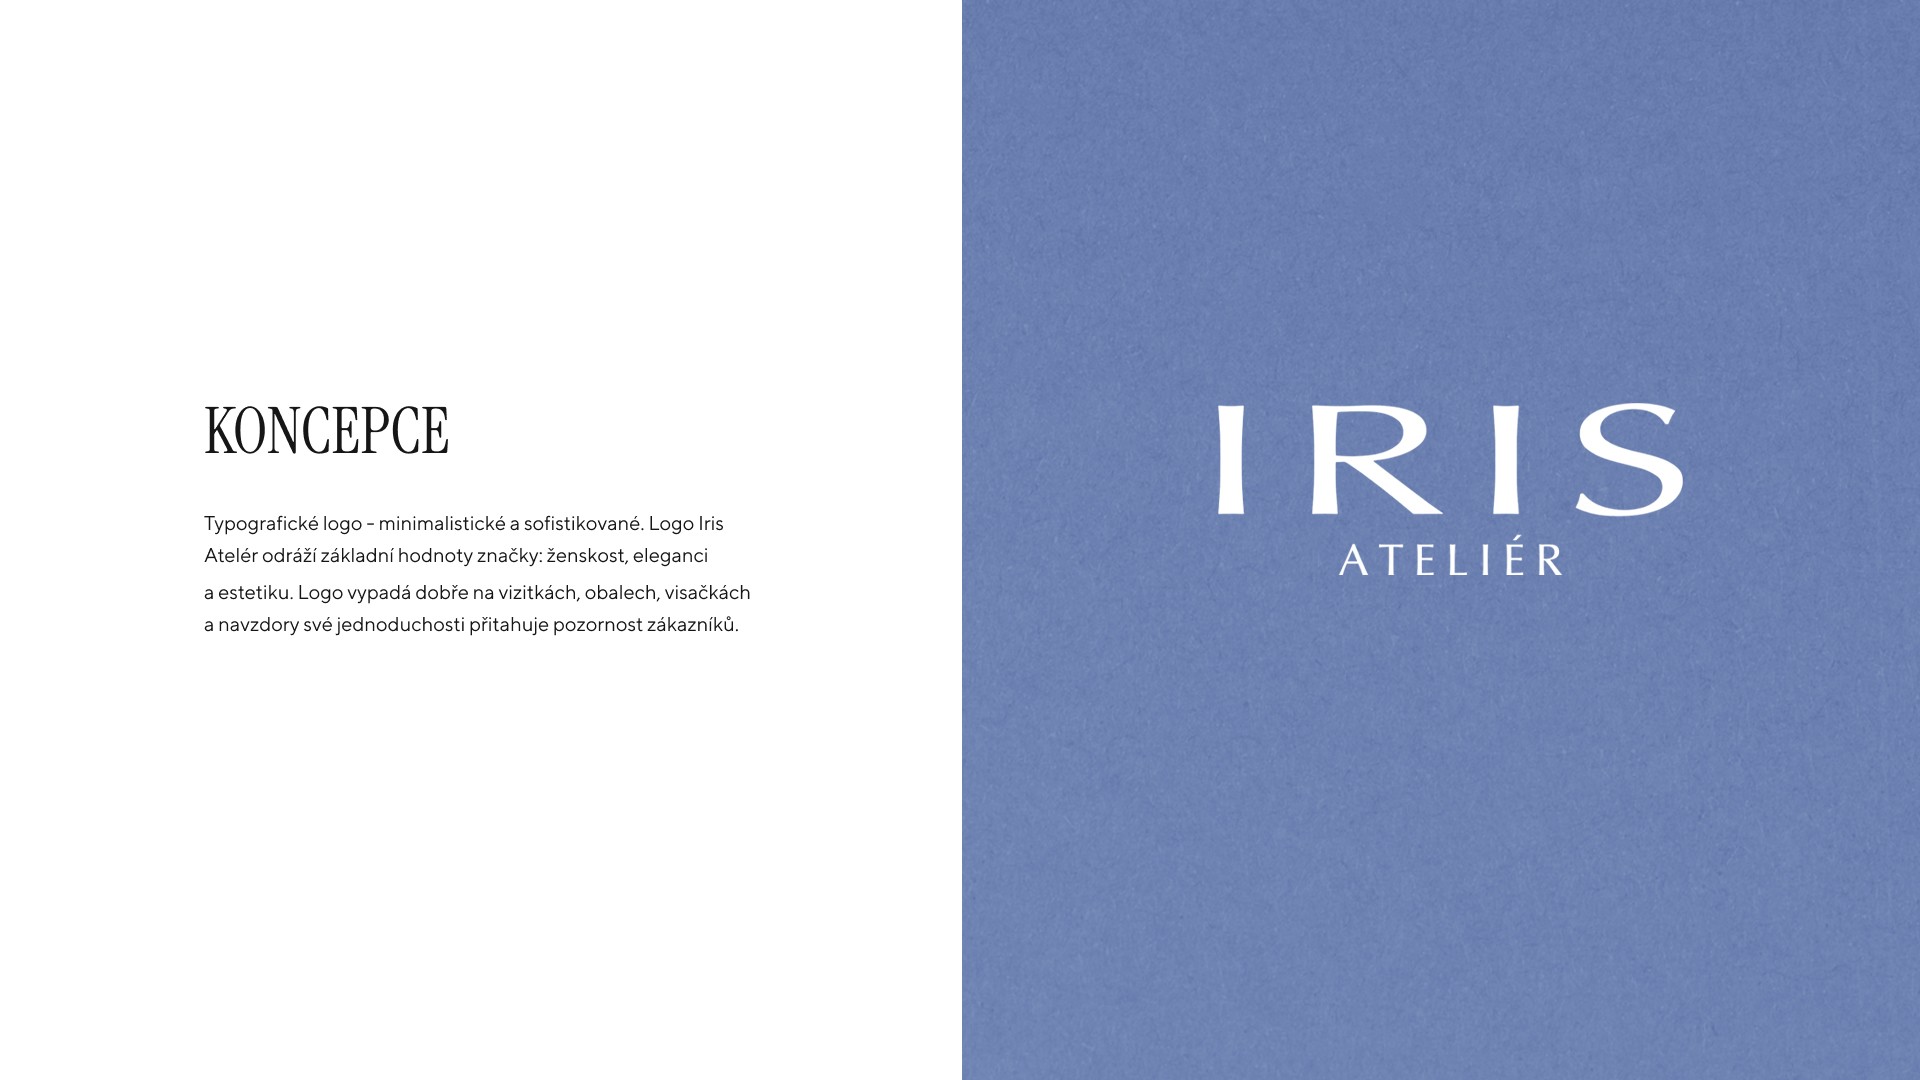 KONCEPCE
Typografické logo - minimalistické a sofistikované. Logo Iris
Atelér odráží základní hodnoty značky: ženskost, eleganci
a estetiku. Logo vypadá dobře na vizitkách, obalech, visačkách
a navzdory své jednoduchosti přitahuje pozornost zákazníků.
IRIS
ATELIÉR